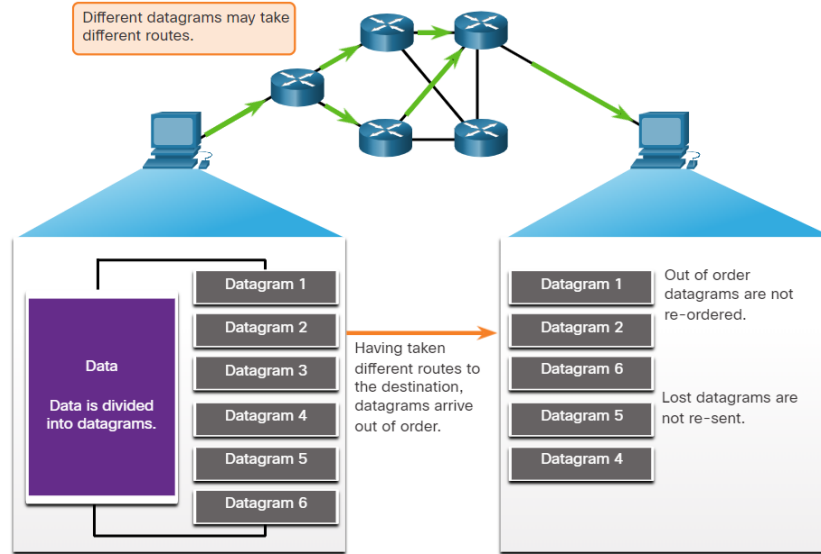 Different datagrams may take
different routes.
Data
Data is divided
into datagrams.
Datagram 1
Datagram 2
Datagram 3
Datagram 4
Datagram 5
Datagram 6
Having taken
different routes to
the destination,
datagrams arrive
out of order.
Datagram 1
Datagram 2
Datagram 6
Datagram 5
Datagram 4
Out of order
datagrams are not
re-ordered.
Lost datagrams are
not re-sent.